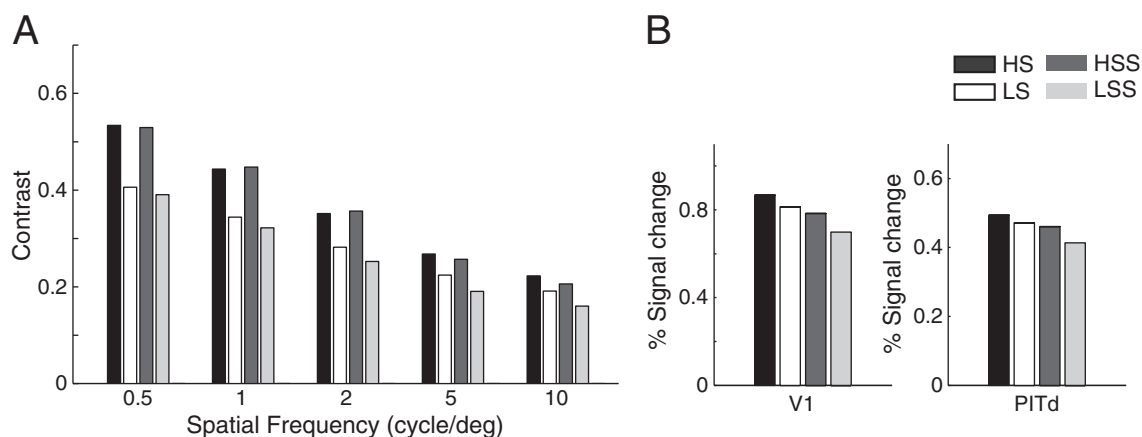 A
Contrast
0.6
0.4
0.2
0
0.5 1 2 5 10
Spatial Frequency (cycle/deg)
B
HS HSS
LS LSS
% Signal change
0.8
0.4
0
V1
% Signal change
0.6
0.4
0.2
0
PITd